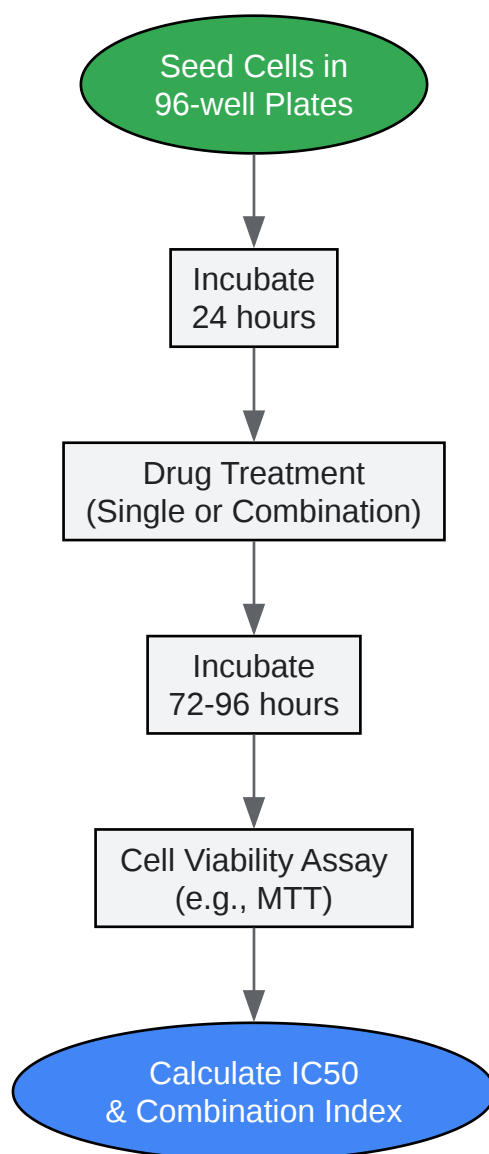 Seed Cells in
96-well Plates
Incubate
24 hours
Drug Treatment
(Single or Combination)
Incubate
72-96 hours
Cell Viability Assay
(e.g., MTT)
Calculate IC50
& Combination Index